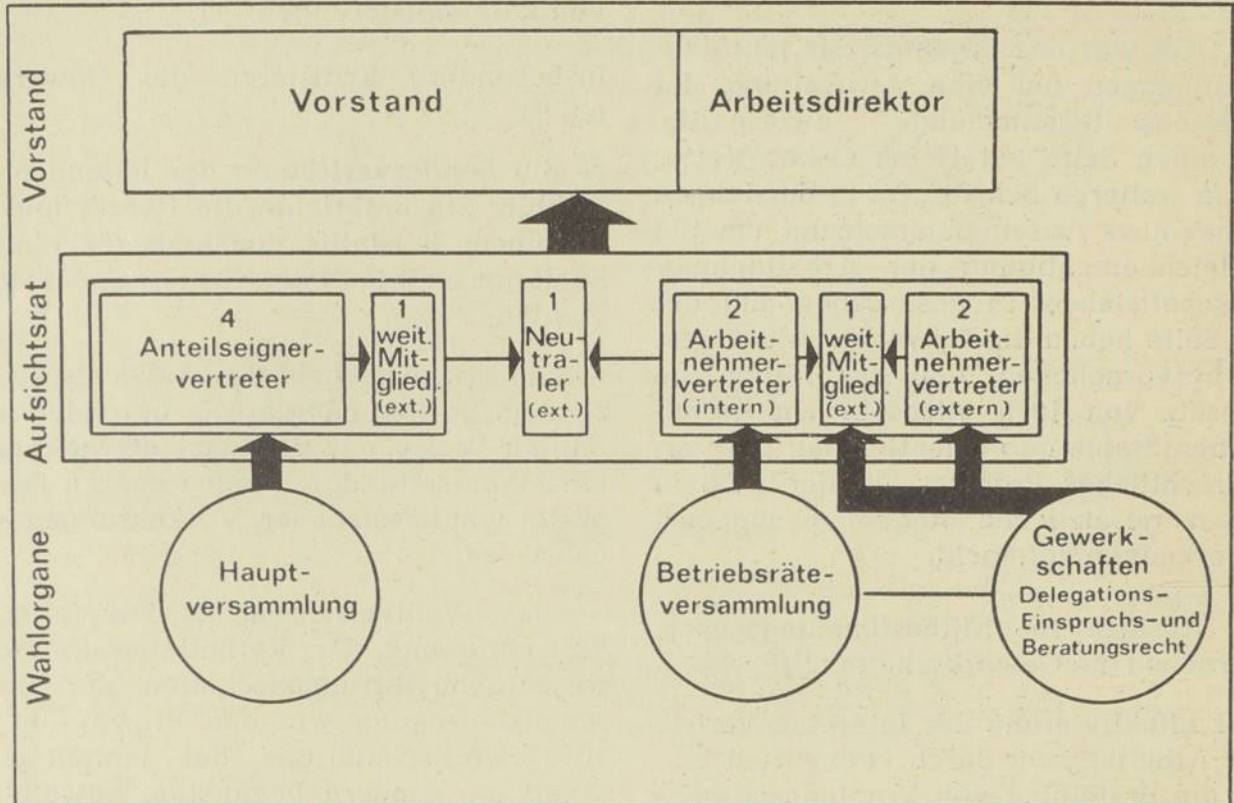 Vorstand
Vorstand
Arbeitsdirektor
Aufsichtsrat
4
Anteilseigner-
vertreter
1
weit.
Mit-
glied.
(ext.)
1
Neu-
tra-
ler
(ext.)
2
Arbeit-
nehmer-
vertreter
(intern)
1
weit.
Mit-
glied.
(ext.)
2
Arbeit-
nehmer-
vertreter
(extern)
Wahlorgane
Haupt-
versammlung
Betriebsräte-
versammlung
Gewerk-
schaften
Delegations-
Einspruchs-und
Beratungsrecht